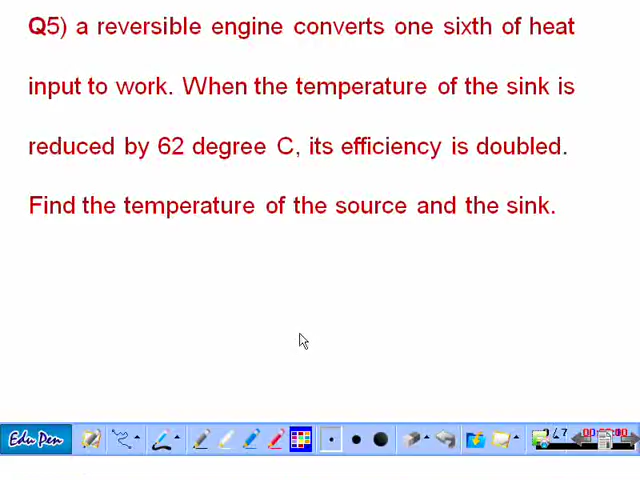 Q5) a reversible engine converts one sixth of heat
input to work. When the temperature of the sink is
reduced by 62 degree C, its efficiency is doubled.
Find the temperature of the source and the sink.
Edu Pen